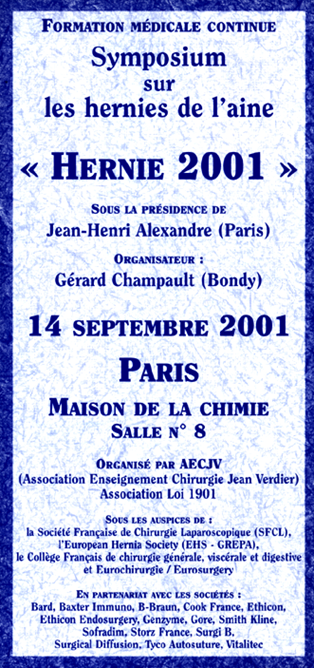 FORMATION MÉDICALE CONTINUE
Symposium
sur
les hernies de l'aine
« HERNIE 2001 »
SOUS LA PRÉSIDENCE DE
Jean-Henri Alexandre (Paris)
ORGANISATEUR :
Gérard Champault (Bondy)
14 SEPTEMBRE 2001
PARIS
MAISON DE LA CHIMIE
SALLE N° 8
ORGANISÉ PAR AECJV
(Association Enseignement Chirurgie Jean Verdier)
Association Loi 1901
SOUS LES AUSPICES DE :
la Société Française de Chirurgie Laparoscopique (SFCL),
l'European Hernia Society (EHS - GREPA),
le Collège Français de chirurgie générale, viscérale et digestive
et Eurochirurgie / Eurosurgery
EN PARTENARIAT AVEC LES SOCIÉTÉS :
Bard, Baxter Immuno, B-Braun, Cook France, Ethicon,
Ethicon Endosurgery, Genzyme, Gore, Smith Kline,
Sofradim, Storz France, Surgi B.
Surgical Diffusion, Tyco Autosuture, Vitalitec